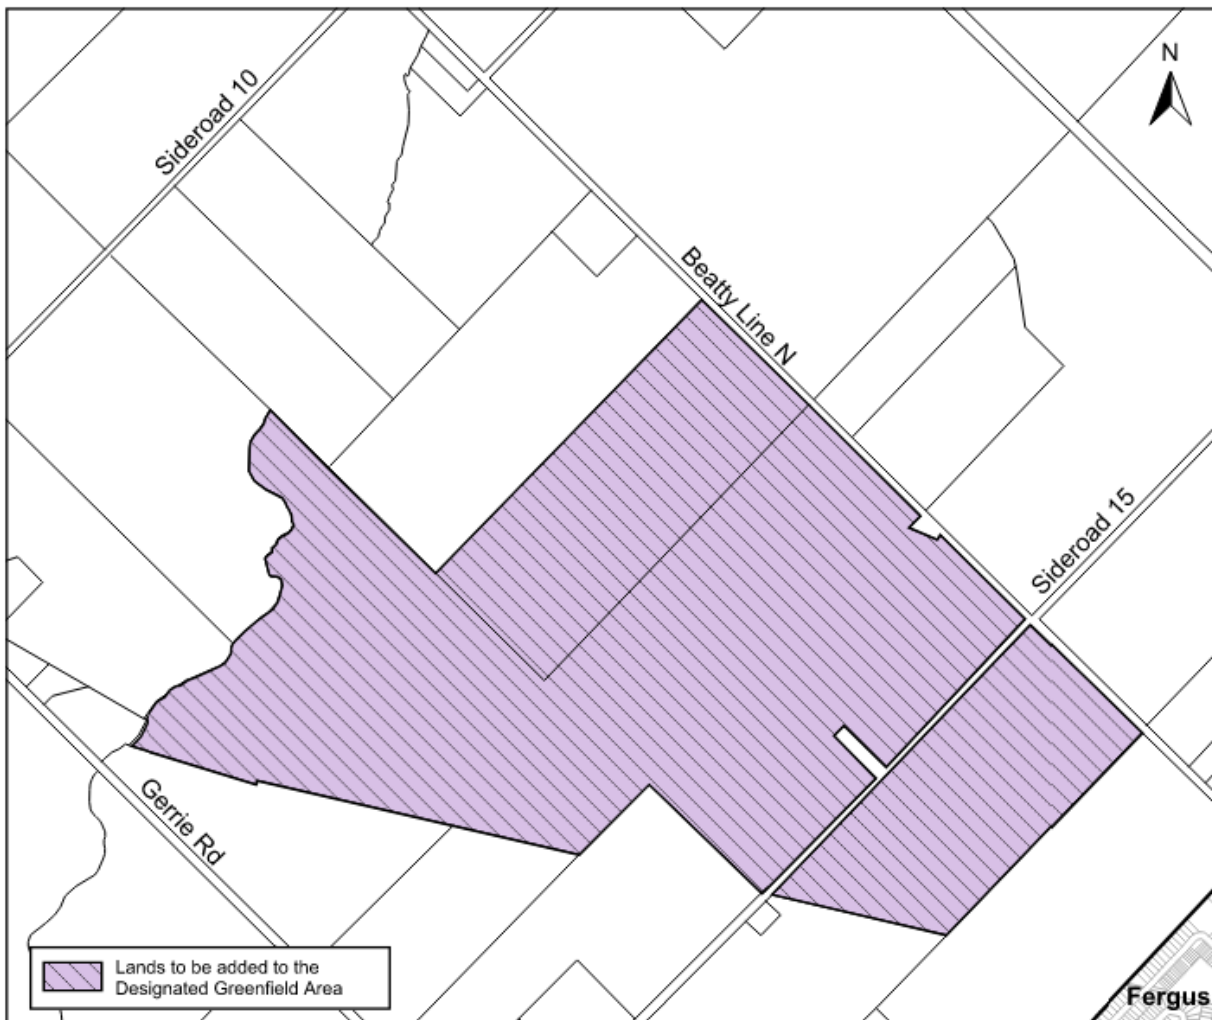 N
Sideroad 10
Beatty Line N
Sideroad 15
Gerrie Rd
Lands to be added to the
Designated Greenfield Area
Fergus